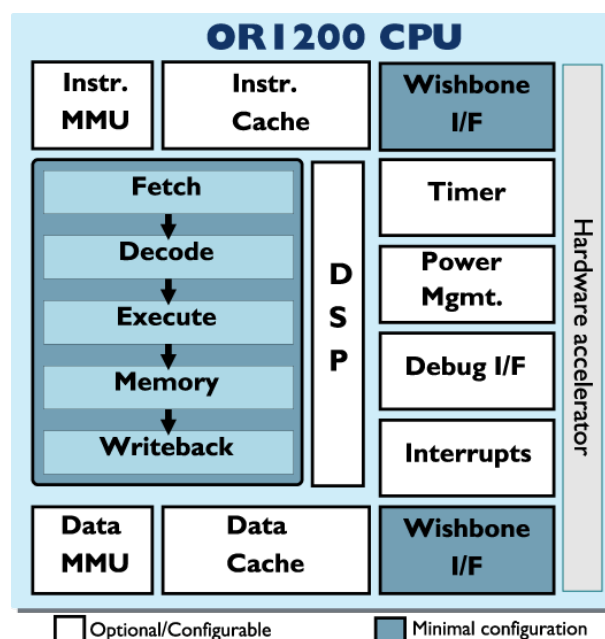 OR1200 CPU
Instr.
MMU
Instr.
Cache
Wishbone
I/F
Fetch
Decode
Execute
Memory
Writeback
D
S
P
Timer
Power
Mgmt.
Debug I/F
Interrupts
Hardware accelerator
Data
MMU
Data
Cache
Wishbone
I/F
Optional/Configurable
Minimal configuration